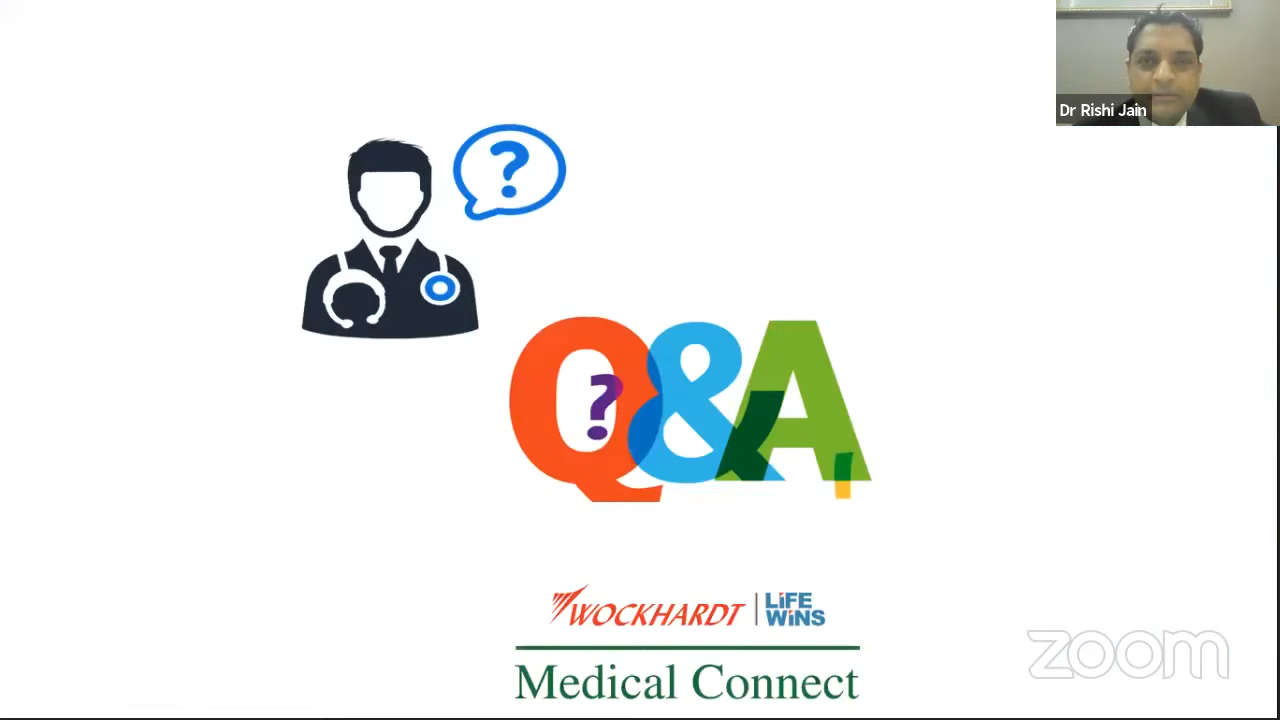 Dr Rishi Jain
?
Q&A
?
WOCKHARDT | LiFE WiNS
Medical Connect
zoom